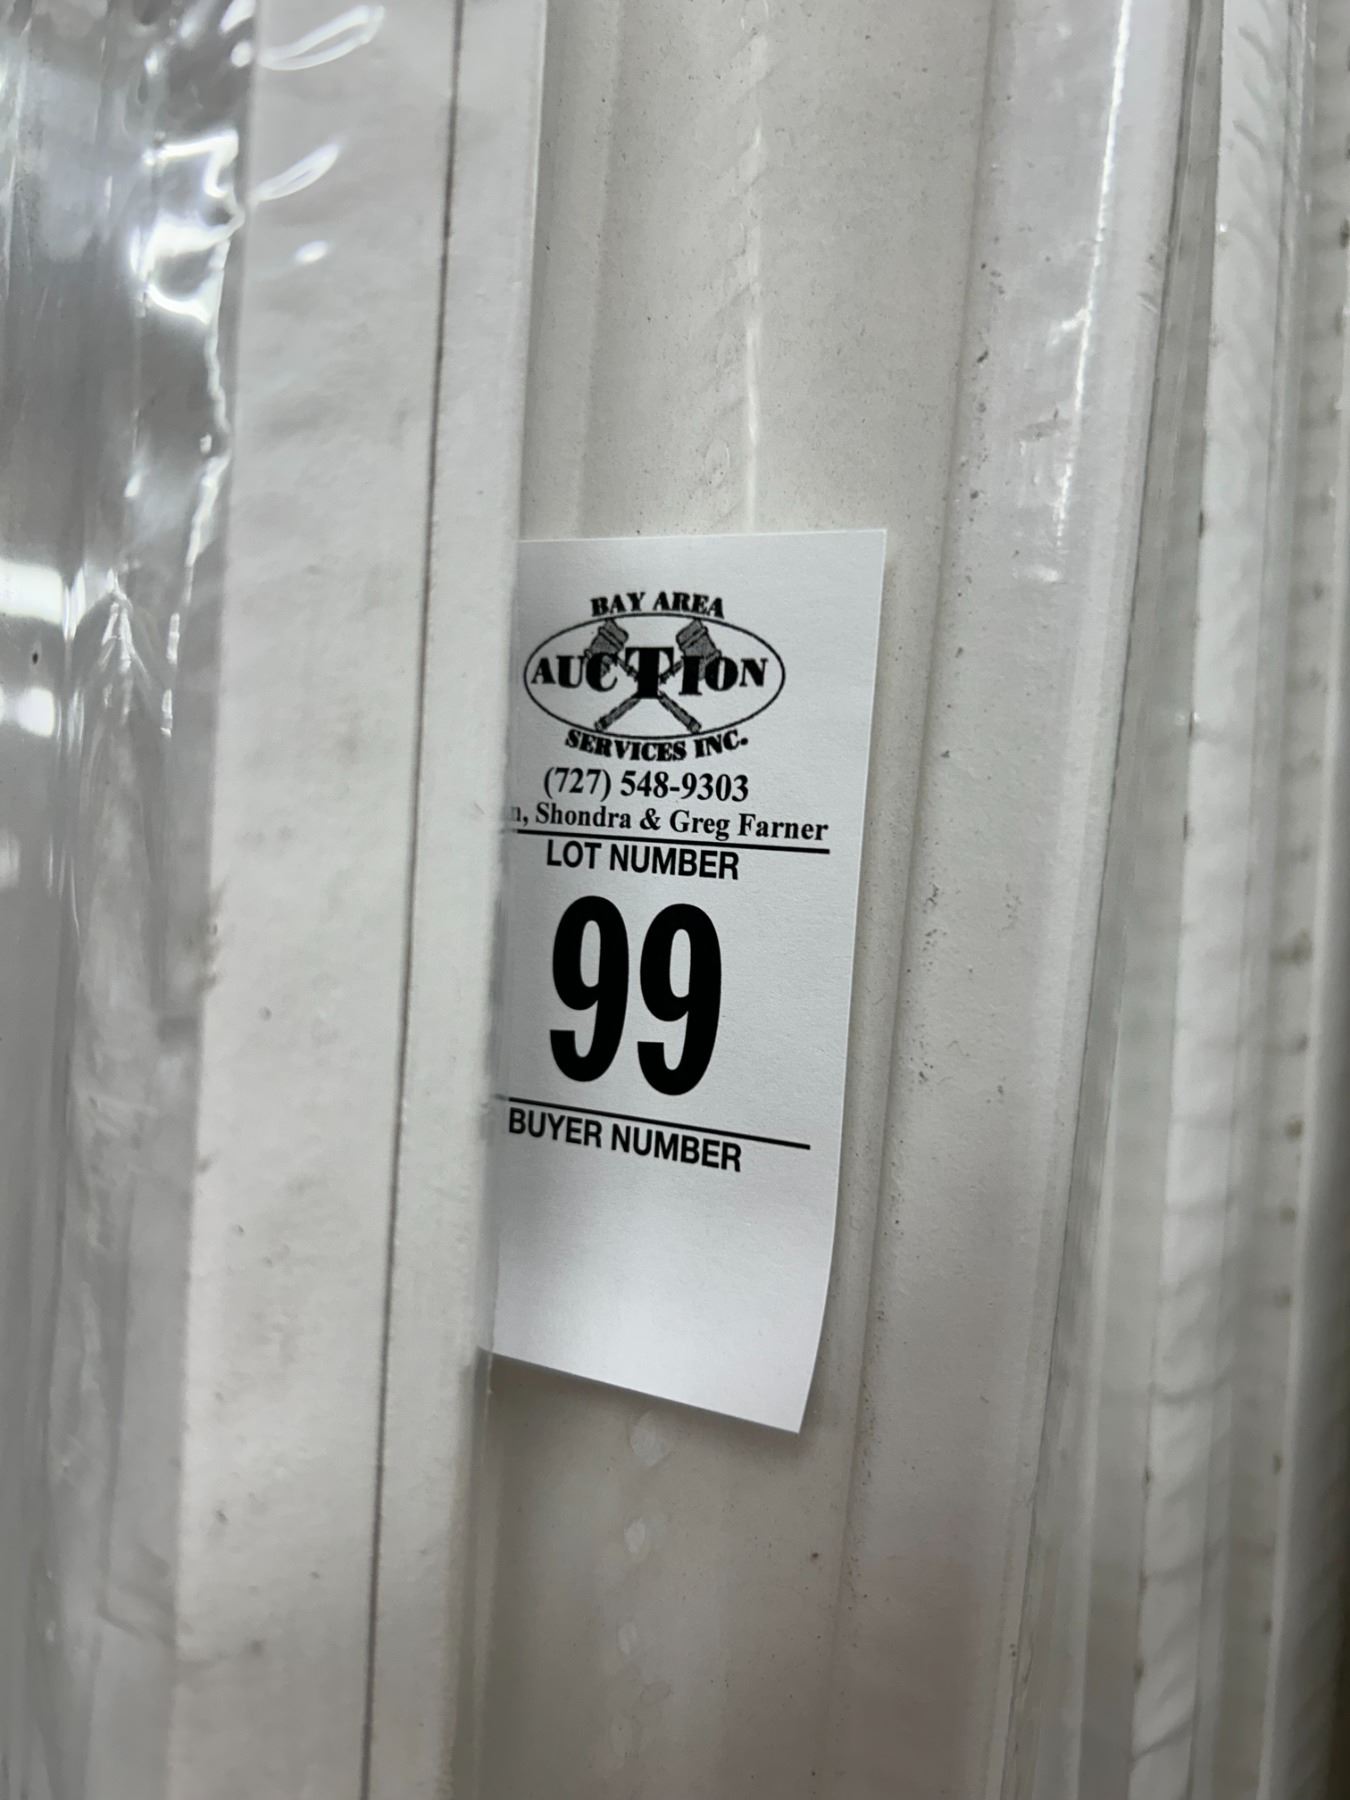 BAY AREA
AUCTION
SERVICES INC.
(727) 548-9303
Shondra & Greg Farner
LOT NUMBER
99
BUYER NUMBER